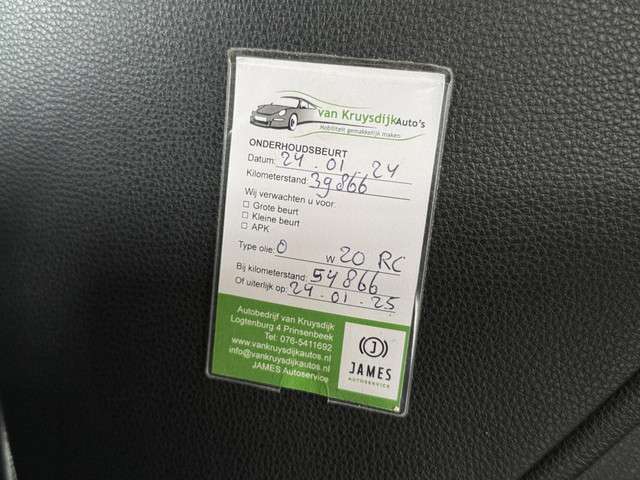 van Kruysdijk Auto's
Mobiliteit gemakkelijk maken
ONDERHOUDSBEURT
Datum: 24.01.24
Kilometerstand: 39866
Wij verwachten u voor:
Grote beurt
Kleine beurt
APK
Type olie: 0 w 20 RC
Bij kilometerstand: 54866
Of uiterlijk op: 24.01.25
Autobedrijf van Kruysdijk
Logtenburg 4 Prinsenbeek
Tel: 076-5411692
www.vankruysdijkautos.nl
info@vankruysdijkautos.nl
JAMES Autoservice
J
JAMES
AUTOSERVICE